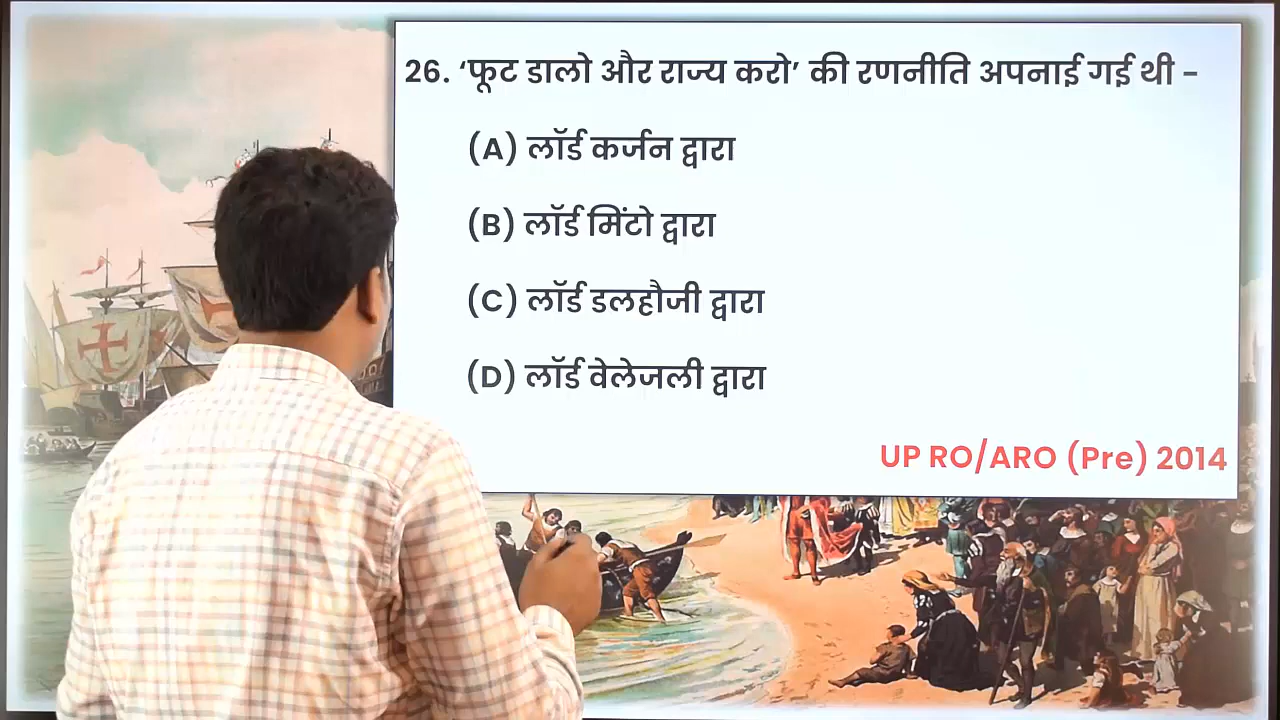 26. ‘फूट डालो और राज्य करो’ की रणनीति अपनाई गई थी -
(A) लॉर्ड कर्जन द्वारा
(B) लॉर्ड मिंटो द्वारा
(C) लॉर्ड डलहौजी द्वारा
(D) लॉर्ड वेलेजली द्वारा
UP RO/ARO (Pre) 2014